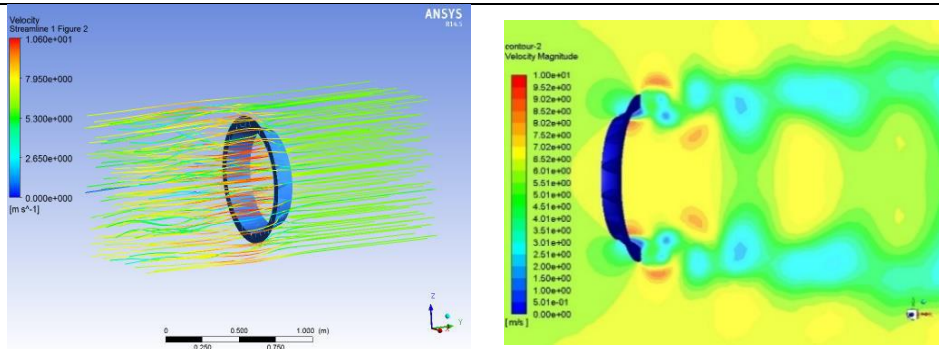 Velocity
Streamline 1 Figure 2
1.060e+001
7.950e+000
5.300e+000
2.650e+000
0.000e+000
[m s^-1]
ANSYS
R14.5
0 0.500 1.000 (m)
0.250 0.750
Z
Y
contour-2
Velocity Magnitude
1.00e+01
9.52e+00
9.02e+00
8.52e+00
8.02e+00
7.52e+00
7.02e+00
6.52e+00
6.01e+00
5.51e+00
5.01e+00
4.51e+00
4.01e+00
3.51e+00
3.01e+00
2.51e+00
2.00e+00
1.50e+00
1.00e+00
5.01e-01
0.00e+00
[m/s]